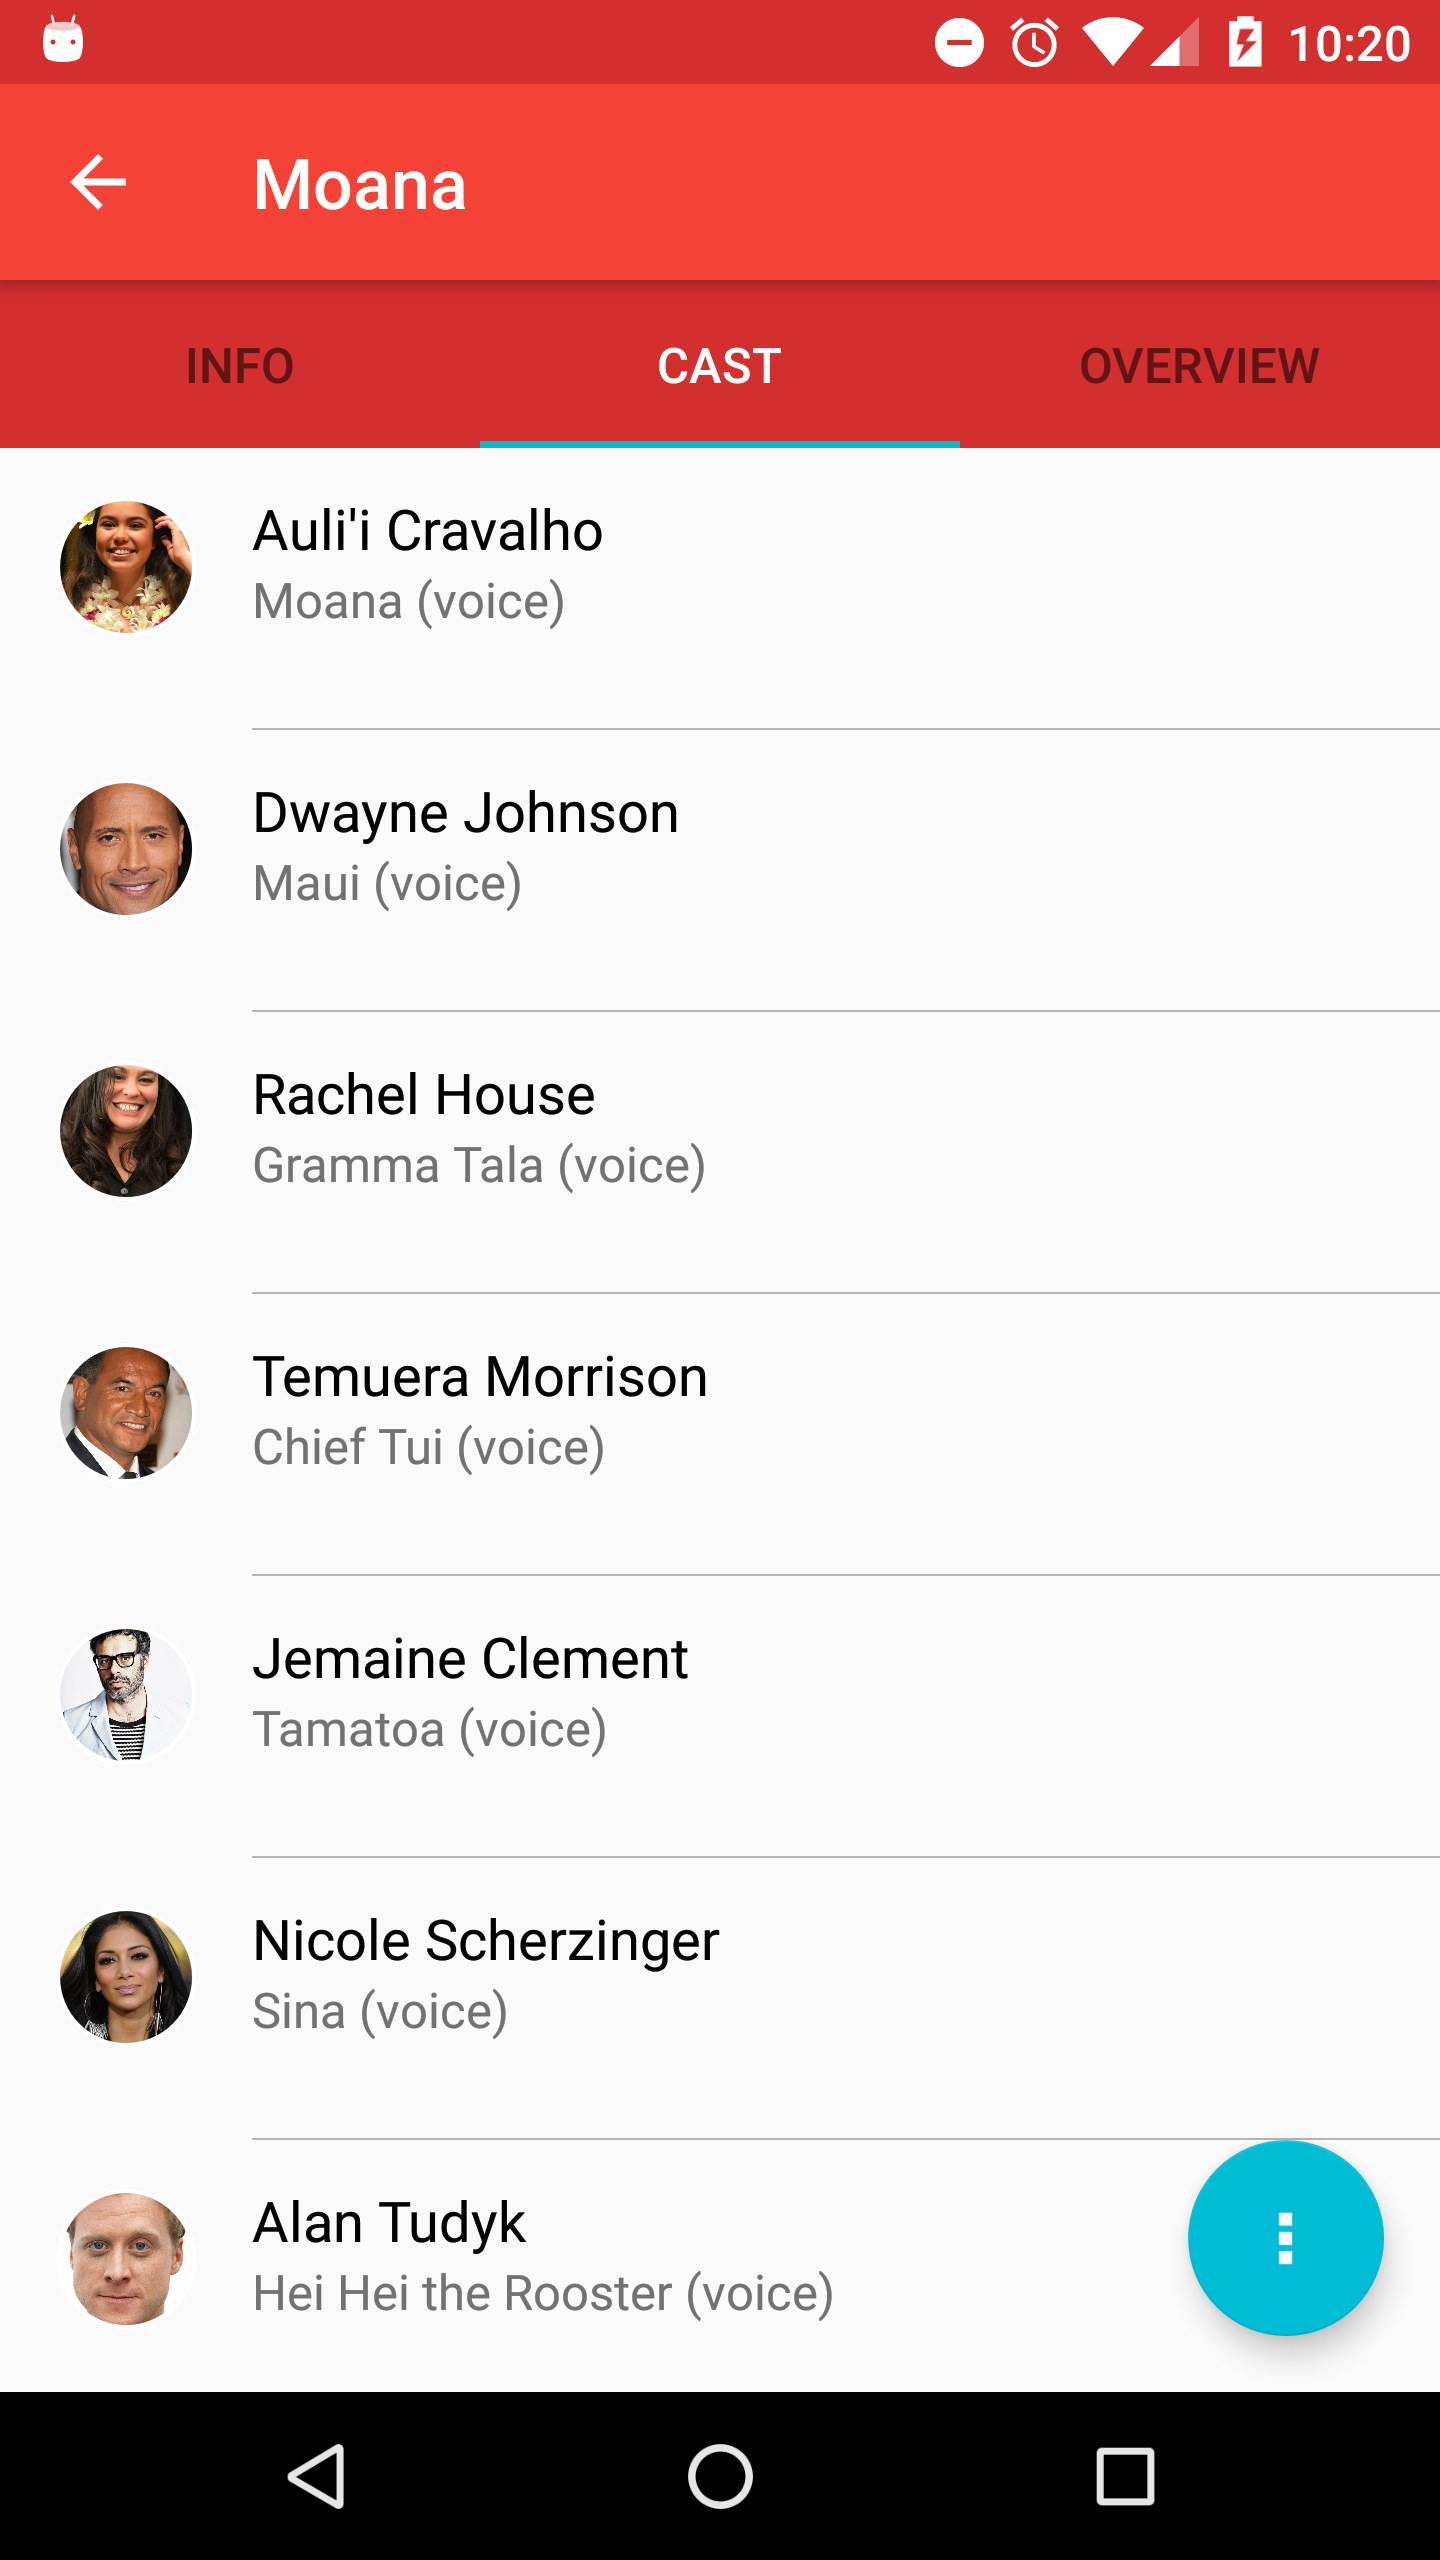 10:20
Moana
INFO CAST OVERVIEW
Auli'i Cravalho
Moana (voice)
Dwayne Johnson
Maui (voice)
Rachel House
Gramma Tala (voice)
Temuera Morrison
Chief Tui (voice)
Jemaine Clement
Tamatoa (voice)
Nicole Scherzinger
Sina (voice)
Alan Tudyk
Hei Hei the Rooster (voice)